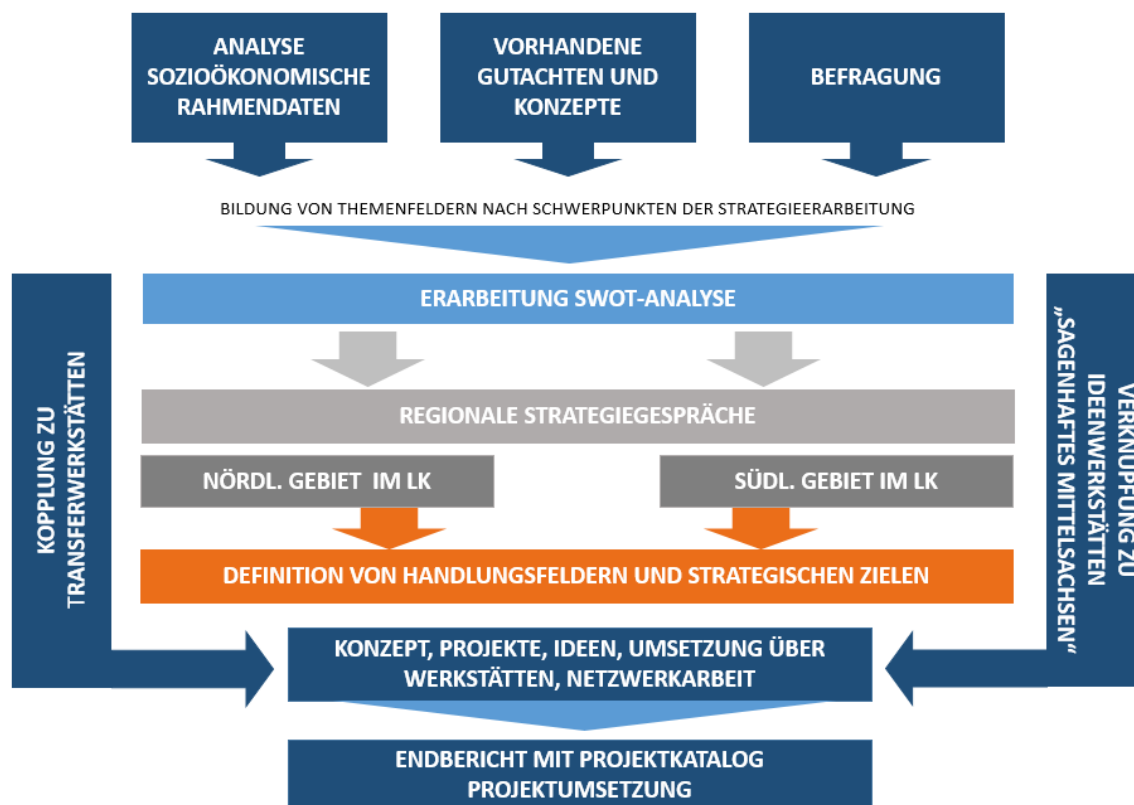 ANALYSE
SOZIOÖKONOMISCHE
RAHMENDATEN
VORHANDENE
GUTACHTEN UND
KONZEPTE
BEFRAGUNG
BILDUNG VON THEMENFELDERN NACH SCHWERPUNKTEN DER STRATEGIEERARBEITUNG
ERARBEITUNG SWOT-ANALYSE
REGIONALE STRATEGIEGESPRÄCHE
NÖRDL. GEBIET IM LK
SÜDL. GEBIET IM LK
DEFINITION VON HANDLUNGSFELDERN UND STRATEGISCHEN ZIELEN
KOPPLUNG ZU
TRANSFERWERKSTÄTTEN
VERKNÜPFUNG ZU
IDEENWERKSTÄTTEN
„SAGENHAFTES MITTELSACHSEN“
KONZEPT, PROJEKTE, IDEEN, UMSETZUNG ÜBER
WERKSTÄTTEN, NETZWERKARBEIT
ENDBERICHT MIT PROJEKTKATALOG
PROJEKTUMSETZUNG